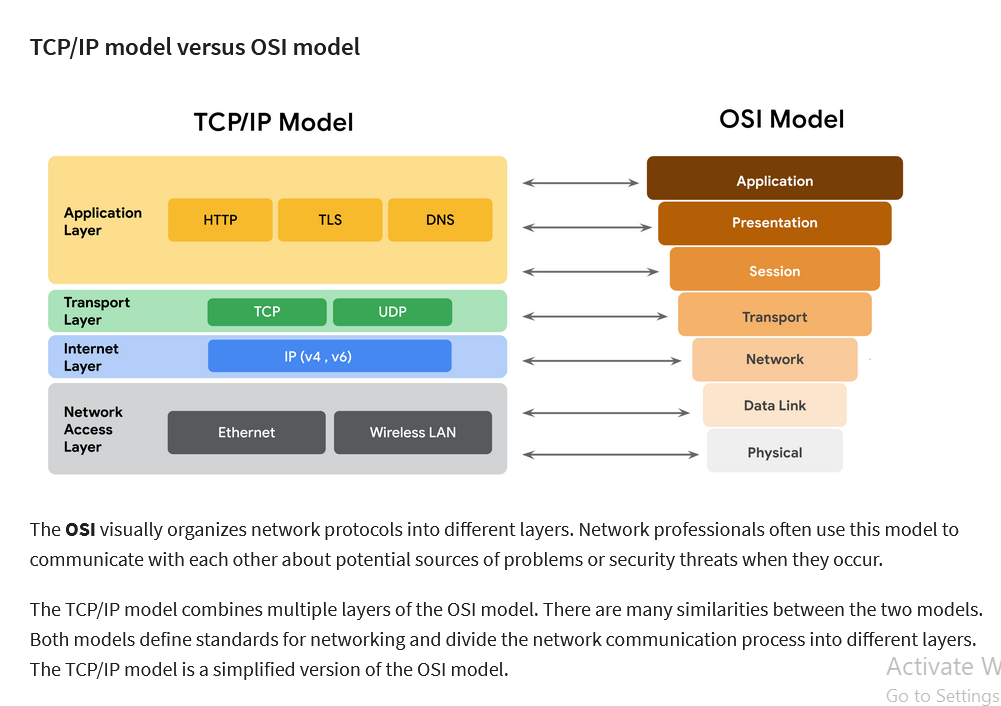 TCP/IP model versus OSI model
TCP/IP Model
OSI Model
Application
Layer
HTTP
TLS
DNS
Transport
Layer
TCP
UDP
Internet
Layer
IP (v4 , v6)
Network
Access
Layer
Ethernet
Wireless LAN
Application
Presentation
Session
Transport
Network
Data Link
Physical
The OSI visually organizes network protocols into different layers. Network professionals often use this model to
communicate with each other about potential sources of problems or security threats when they occur.
The TCP/IP model combines multiple layers of the OSI model. There are many similarities between the two models.
Both models define standards for networking and divide the network communication process into different layers.
The TCP/IP model is a simplified version of the OSI model.
Activate W
Go to Settings